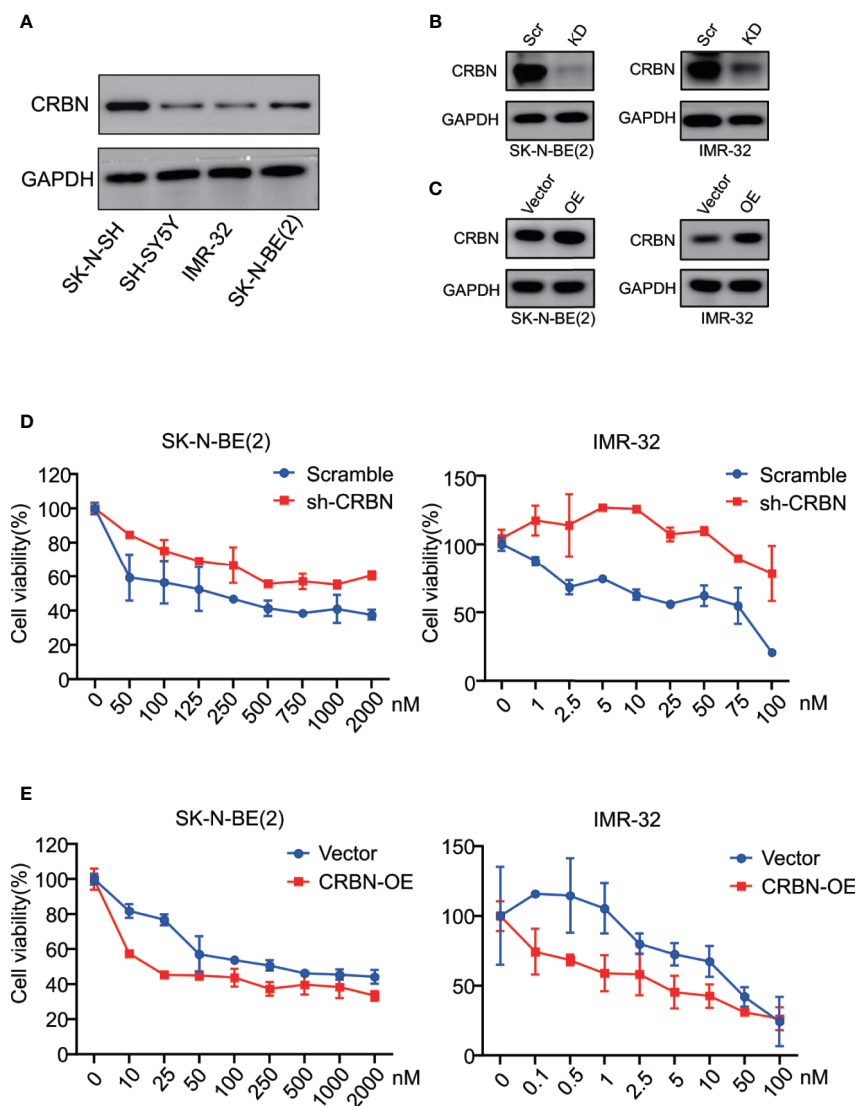 A
CRBN
GAPDH
SK-N-SH
SH-SY5Y
IMR-32
SK-N-BE(2)
B
Scr KD
CRBN
GAPDH
SK-N-BE(2)
Scr KD
CRBN
GAPDH
IMR-32
C
Vector OE
CRBN
GAPDH
SK-N-BE(2)
Vector OE
CRBN
GAPDH
IMR-32
D
SK-N-BE(2)
Scramble
sh-CRBN
Cell viability(%)
120
100
80
60
40
20
0
0 50 100 125 250 500 750 1000 2000 nM
IMR-32
Scramble
sh-CRBN
Cell viability(%)
150
100
50
0
0 1 2.5 5 10 25 50 75 100 nM
E
SK-N-BE(2)
Vector
CRBN-OE
Cell viability(%)
120
100
80
60
40
20
0
0 10 25 50 100 250 500 1000 2000 nM
IMR-32
Vector
CRBN-OE
Cell viability(%)
150
100
50
0
0 0.1 0.5 1 2.5 5 10 50 100 nM